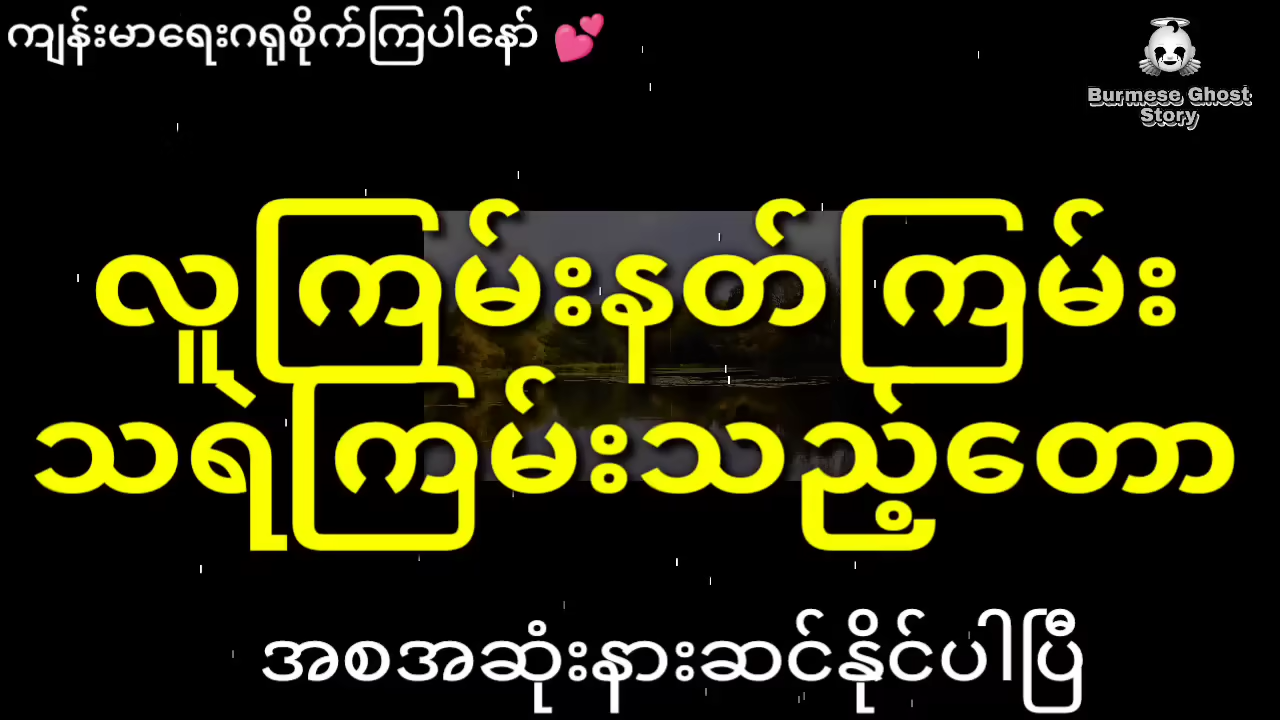 ကျန်းမာရေးဂရုစိုက်ကြပါနော် 💕
Burmese Ghost
Story
လူကြမ်းနတ်ကြမ်း
သရဲကြမ်းသည့်တော
အစအဆုံးနားဆင်နိုင်ပါပြီ